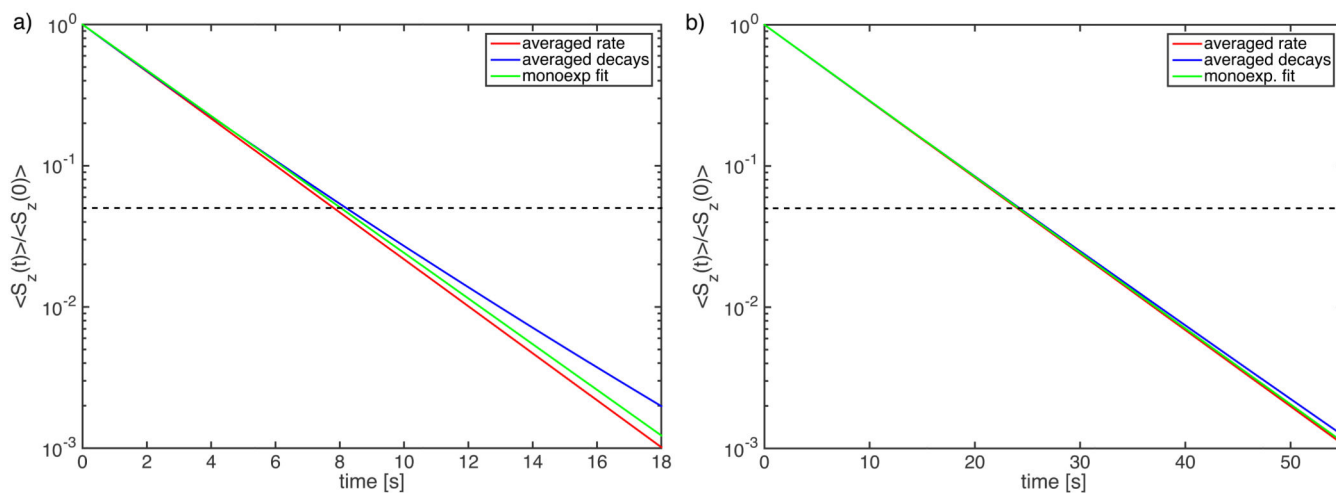 a)
10^0
10^-1
10^-2
10^-3
<S_z(t)>/<S_z(0)>
averaged rate
averaged decays
monoexp fit
0 2 4 6 8 10 12 14 16 18
time [s]
b)
10^0
10^-1
10^-2
10^-3
<S_z(t)>/<S_z(0)>
averaged rate
averaged decays
monoexp. fit
0 10 20 30 40 50
time [s]